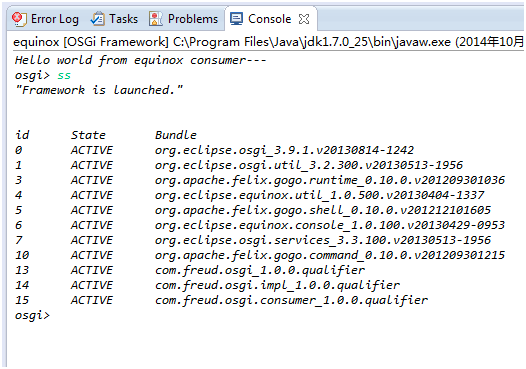 Error Log Tasks Problems Console
equinox [OSGi Framework] C:\Program Files\Java\jdk1.7.0_25\bin\javaw.exe (2014年10月
Hello world from equinox consumer---
osgi> ss
"Framework is launched."
id State Bundle
0 ACTIVE org.eclipse.osgi_3.9.1.v20130814-1242
1 ACTIVE org.eclipse.osgi.util_3.2.300.v20130513-1956
3 ACTIVE org.apache.felix.gogo.runtime_0.10.0.v201209301036
4 ACTIVE org.eclipse.equinox.util_1.0.500.v20130404-1337
5 ACTIVE org.apache.felix.gogo.shell_0.10.0.v201212101605
6 ACTIVE org.eclipse.equinox.console_1.0.100.v20130429-0953
7 ACTIVE org.eclipse.osgi.services_3.3.100.v20130513-1956
10 ACTIVE org.apache.felix.gogo.command_0.10.0.v201209301215
13 ACTIVE com.freud.osgi_1.0.0.qualifier
14 ACTIVE com.freud.osgi.impl_1.0.0.qualifier
15 ACTIVE com.freud.osgi.consumer_1.0.0.qualifier
osgi>